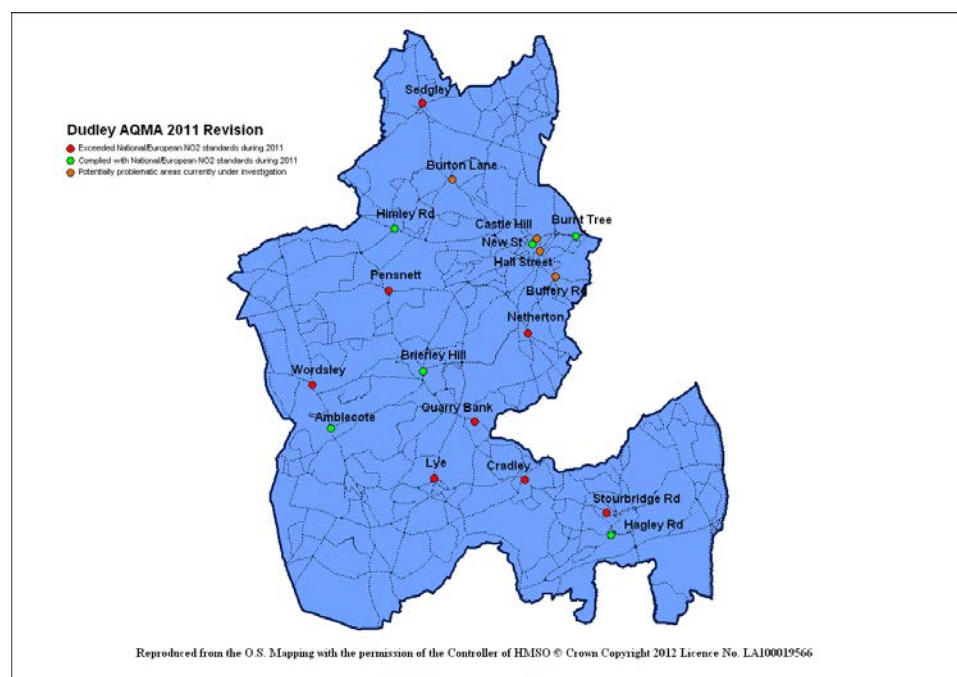 Sedgley
Dudley AQMA 2011 Revision
Exceeded National/European NO2 standards during 2011
Complied with National/European NO2 standards during 2011
Potentially problematic areas currently under investigation
Burton Lane
Himley Rd
Castle Hill
Burnt Tree
New St
Hall Street
Pensnett
Buffery Rd
Netherton
Brierley Hill
Wordsley
Quarry Bank
Amblecote
Lye
Cradley
Stourbridge Rd
Hagley Rd
Reproduced from the O.S. Mapping with the permission of the Controller of HMSO © Crown Copyright 2012 Licence No. LA100019566